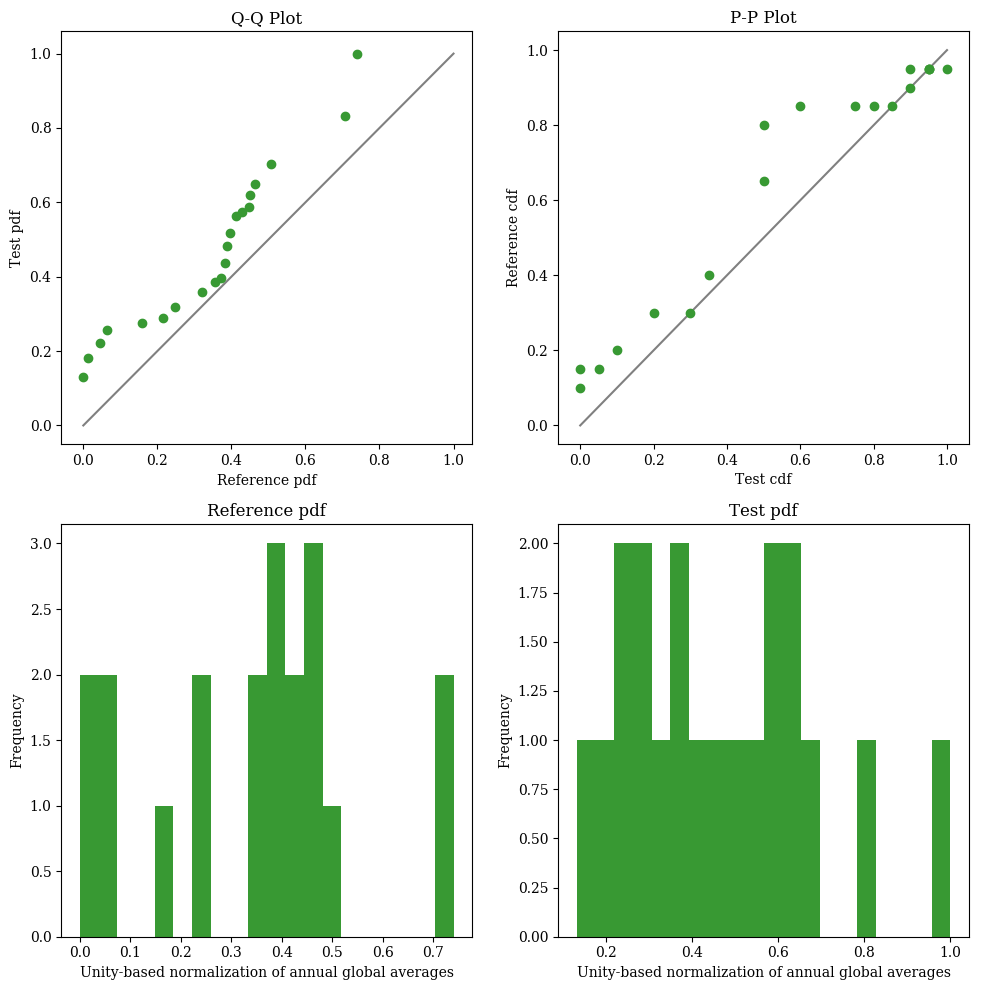 Q-Q Plot
1.0
0.8
0.6
0.4
0.2
0.0
Test pdf
0.0 0.2 0.4 0.6 0.8 1.0
Reference pdf
P-P Plot
1.0
0.8
0.6
0.4
0.2
0.0
Reference cdf
0.0 0.2 0.4 0.6 0.8 1.0
Test cdf
Reference pdf
3.0
2.5
2.0
1.5
1.0
0.5
0.0
Frequency
0.0 0.1 0.2 0.3 0.4 0.5 0.6 0.7
Unity-based normalization of annual global averages
Test pdf
2.00
1.75
1.50
1.25
1.00
0.75
0.50
0.25
0.00
Frequency
0.2 0.4 0.6 0.8 1.0
Unity-based normalization of annual global averages